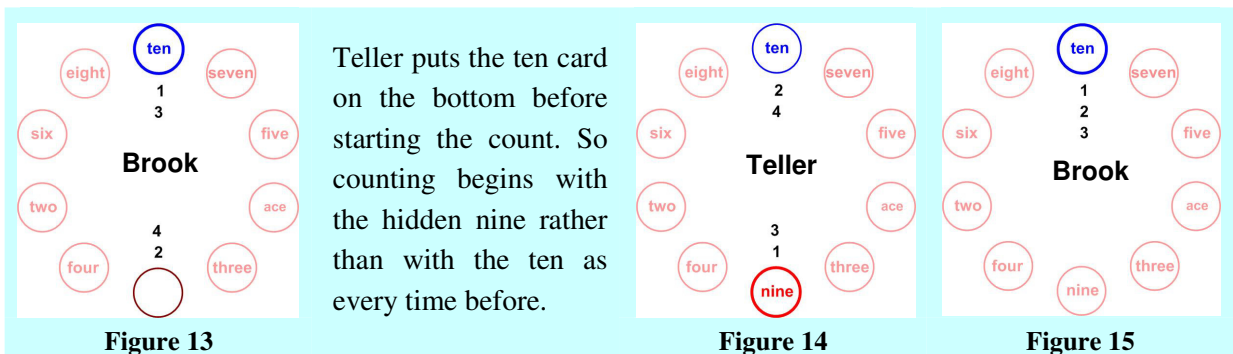 ten
eight
seven
1
3
six
five
Brook
two
ace
4
2
four
three
Figure 13
Teller puts the ten card
on the bottom before
starting the count. So
counting begins with
the hidden nine rather
than with the ten as
every time before.
ten
eight
seven
2
4
six
five
Teller
two
ace
3
1
four
three
nine
Figure 14
ten
eight
seven
1
2
3
six
five
Brook
two
ace
four
three
nine
Figure 15